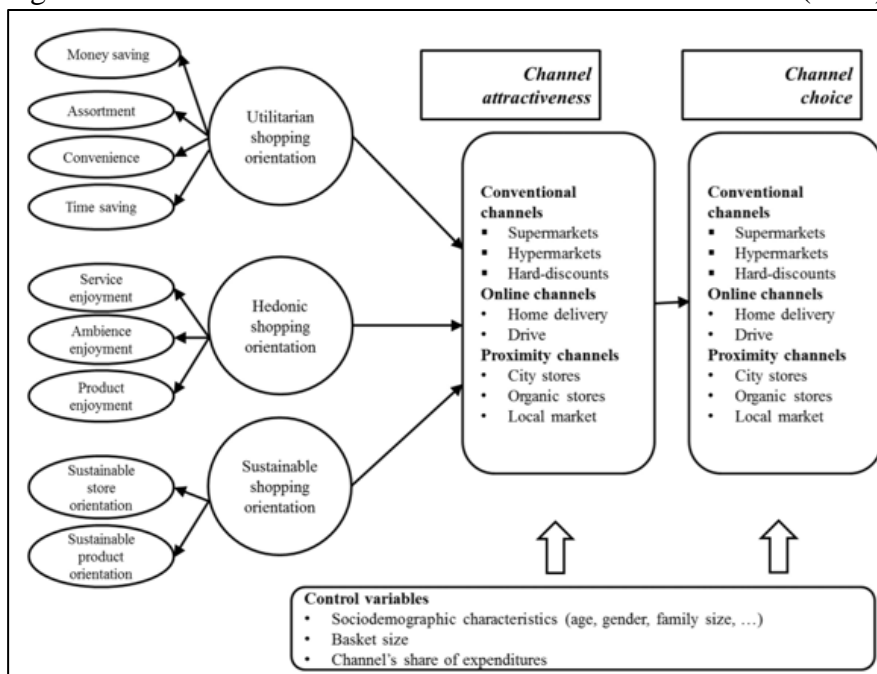 Money saving
Assortment
Convenience
Time saving
Utilitarian
shopping
orientation
Service
enjoyment
Ambience
enjoyment
Product
enjoyment
Hedonic
shopping
orientation
Sustainable
store
orientation
Sustainable
product
orientation
Sustainable
shopping
orientation
Channel
attractiveness
Conventional
channels
▪ Supermarkets
▪ Hypermarkets
▪ Hard-discounts
Online channels
• Home delivery
• Drive
Proximity channels
• City stores
• Organic stores
• Local market
Channel
choice
Conventional
channels
▪ Supermarkets
▪ Hypermarkets
▪ Hard-discounts
Online channels
• Home delivery
• Drive
Proximity channels
• City stores
• Organic stores
• Local market
Control variables
• Sociodemographic characteristics (age, gender, family size, …)
• Basket size
• Channel's share of expenditures